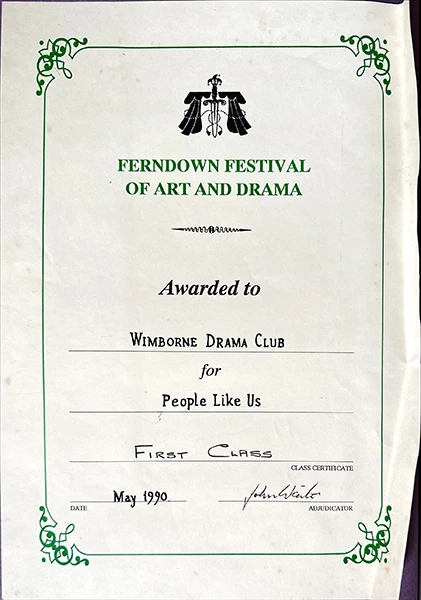 FERNDOWN FESTIVAL
OF ART AND DRAMA
Awarded to
WIMBORNE DRAMA CLUB
for
People Like Us
FIRST CLASS
CLASS CERTIFICATE
May 1990
DATE
ADJUDICATOR